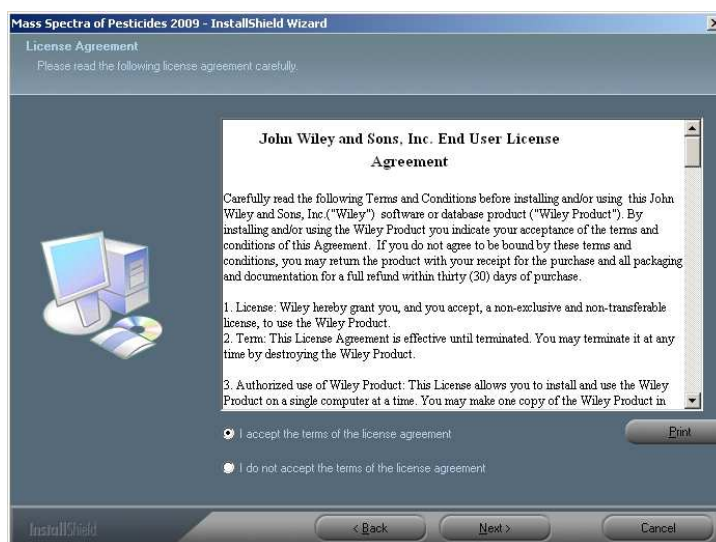 Mass Spectra of Pesticides 2009 - InstallShield Wizard
License Agreement
Please read the following license agreement carefully.
John Wiley and Sons, Inc. End User License
Agreement
Carefully read the following Terms and Conditions before installing and/or using this John
Wiley and Sons, Inc.("Wiley") software or database product ("Wiley Product"). By
installing and/or using the Wiley Product you indicate your acceptance of the terms and
conditions of this Agreement. If you do not agree to be bound by these terms and
conditions, you may return the product with your receipt for the purchase and all packaging
and documentation for a full refund within thirty (30) days of purchase.
1. License: Wiley hereby grant you, and you accept, a non-exclusive and non-transferable
license, to use the Wiley Product.
2. Term: This License Agreement is effective until terminated. You may terminate it at any
time by destroying the Wiley Product.
3. Authorized use of Wiley Product: This License allows you to install and use the Wiley
Product on a single computer at a time. You may make one copy of the Wiley Product in
I accept the terms of the license agreement
Print
I do not accept the terms of the license agreement
InstallShield
< Back
Next >
Cancel